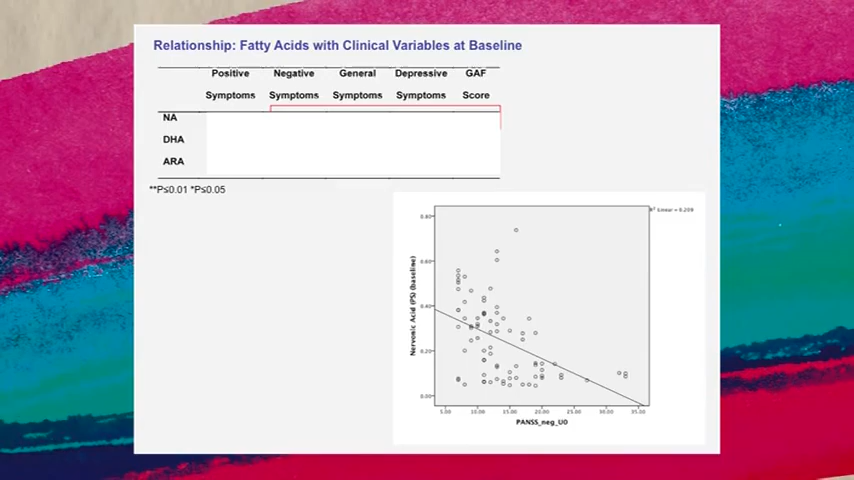 Relationship: Fatty Acids with Clinical Variables at Baseline
Positive Negative General Depressive GAF
Symptoms Symptoms Symptoms Symptoms Score
NA
DHA
ARA
**P≤0.01 *P≤0.05
R² Linear = 0.209
Nervonic Acid (PS) (baseline)
0.80
0.60
0.40
0.20
0.00
5.00 10.00 15.00 20.00 25.00 30.00 35.00
PANSS_neg_U0